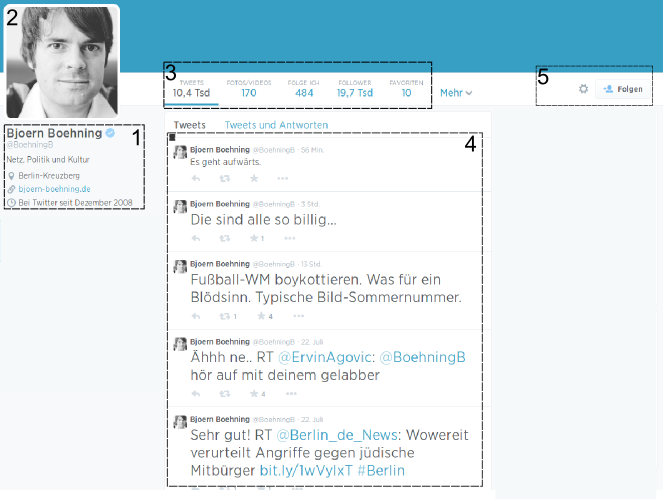 2
3
TWEETS FOTOS/VIDEOS FOLGE ICH FOLLOWER FAVORITEN
10,4 Tsd 170 484 19,7 Tsd 10
Mehr
5
Folgen
Bjoern Boehning
1
@BoehningB
Netz, Politik und Kultur
Berlin-Kreuzberg
bjoern-boehning.de
Bei Twitter seit Dezember 2008
Tweets Tweets und Antworten
4
Bjoern Boehning @BoehningB · 56 Min.
Es geht aufwärts.
Bjoern Boehning @BoehningB · 3 Std.
Die sind alle so billig...
1
Bjoern Boehning @BoehningB · 13 Std.
Fußball-WM boykottieren. Was für ein
Blödsinn. Typische Bild-Sommernummer.
1 4
Bjoern Boehning @BoehningB · 22. Juli
Ähhh ne.. RT @ErvinAgovic: @BoehningB
hör auf mit deinem gelabber
4
Bjoern Boehning @BoehningB · 22. Juli
Sehr gut! RT @Berlin_de_News: Wowereit
verurteilt Angriffe gegen jüdische
Mitbürger bit.ly/1wVylxT #Berlin